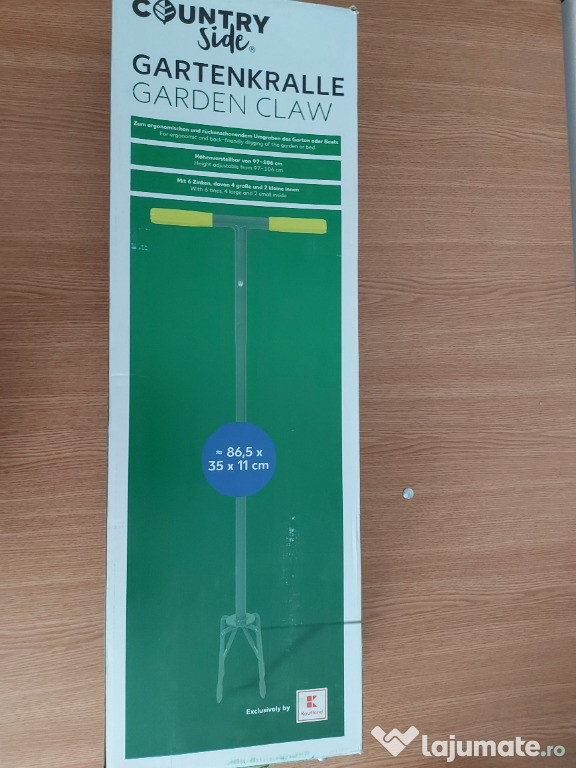 COUNTRY
Side®
GARTENKRALLE
GARDEN CLAW
Zum ergonomischen und rückenschonendem Umgraben des Garten oder Beets
For ergonomic and back-friendly digging of the garden or bed
Höhenverstellbar von 97–106 cm
Height adjustable from 97–106 cm
Mit 6 Zinken, davon 4 große und 2 kleine innen
With 6 tines, 4 large and 2 small inside
≈ 86,5 x
35 x 11 cm
Exclusively by
K
Kaufland
lajumate.ro